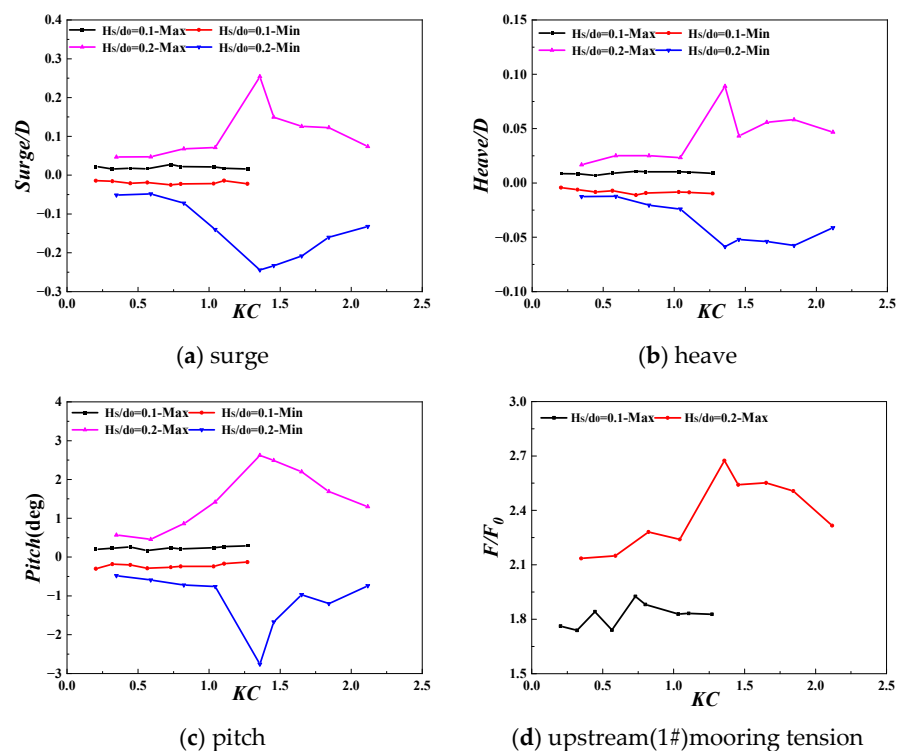 Hs/d0=0.1-Max Hs/d0=0.1-Min
Hs/d0=0.2-Max Hs/d0=0.2-Min
Surge/D
0.5
0.4
0.3
0.2
0.1
0.0
−0.1
−0.2
−0.3
0.0 0.5 1.0 1.5 2.0 2.5
KC
(a) surge
Hs/d0=0.1-Max Hs/d0=0.1-Min
Hs/d0=0.2-Max Hs/d0=0.2-Min
Heave/D
0.15
0.10
0.05
0.00
−0.05
−0.10
0.0 0.5 1.0 1.5 2.0 2.5
KC
(b) heave
Hs/d0=0.1-Max Hs/d0=0.1-Min
Hs/d0=0.2-Max Hs/d0=0.2-Min
Pitch(deg)
4
3
2
1
0
−1
−2
−3
0.0 0.5 1.0 1.5 2.0 2.5
KC
(c) pitch
Hs/d0=0.1-Max Hs/d0=0.2-Max
F/F0
3.0
2.7
2.4
2.1
1.8
1.5
0.0 0.5 1.0 1.5 2.0 2.5
KC
(d) upstream(1#)mooring tension